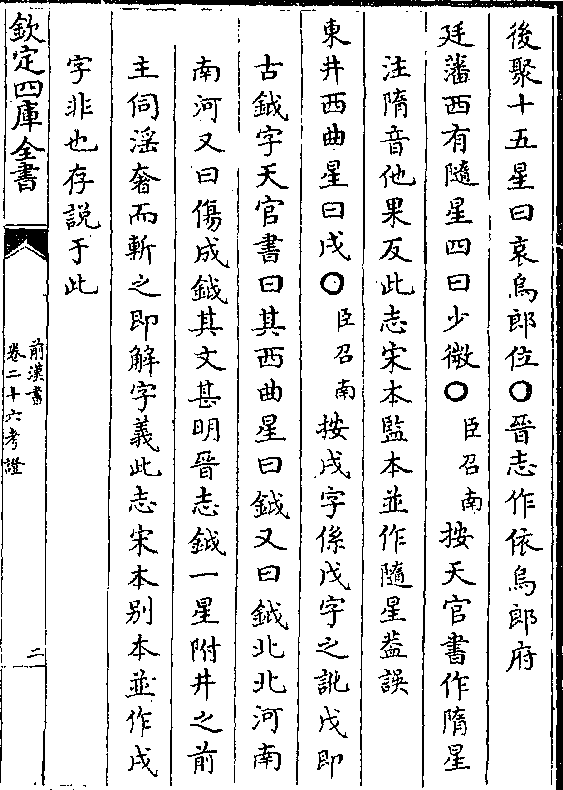 後聚十五星曰哀烏郎位○晉志作依烏郎府
廷藩西有隨星四曰少微○臣召南按天官書作隋星
注隋音他果反此志宋本監本並作隨星葢誤
東井西曲星曰戌○臣召南按戌字係戉字之訛戉即
古鉞字天官書曰其西曲星曰鉞又曰鉞北北河南
南河又曰傷成鉞其文甚明晉志鉞一星附井之前
主伺淫奢而斬之即解字義此志宋本别本並作戌
字非也存説于此
欽定四庫全書
前漢書
卷二十六考證
二